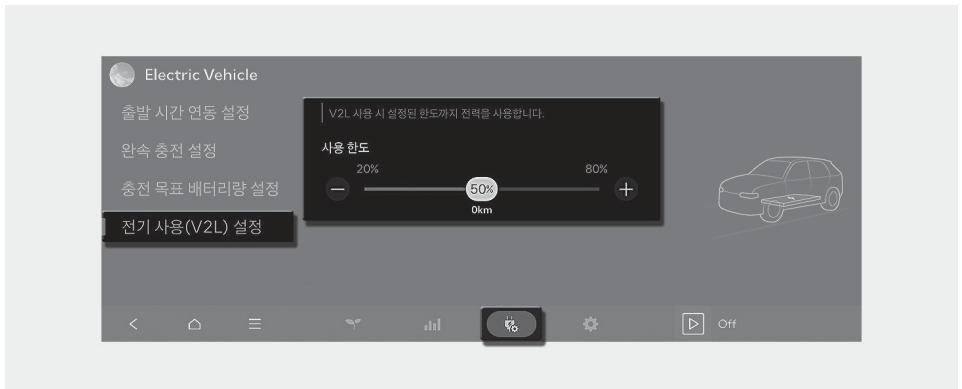 Electric Vehicle
출발 시간 연동 설정
완속 충전 설정
충전 목표 배터리량 설정
전기 사용(V2L) 설정
V2L 사용 시 설정된 한도까지 전력을 사용합니다.
사용 한도
20% 80%
50%
0km
Off